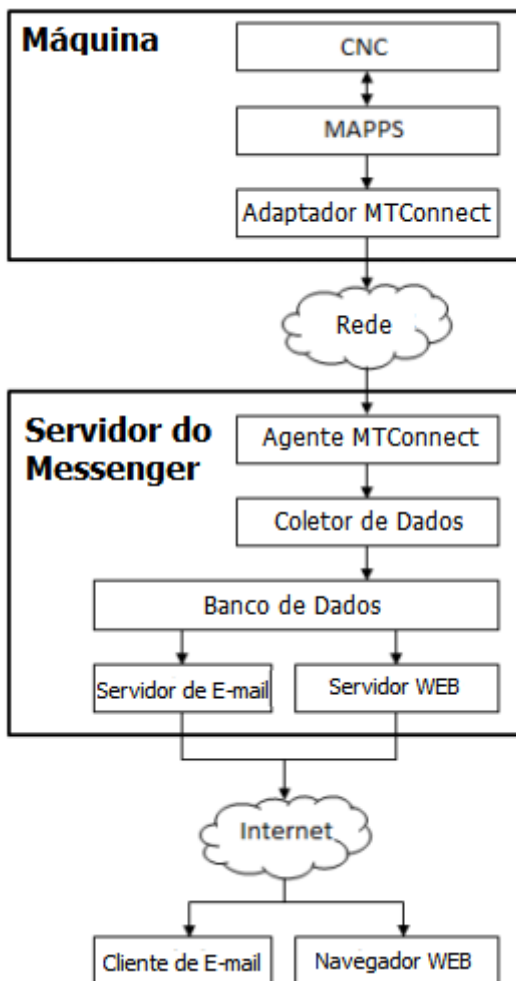 Máquina
CNC
MAPPS
Adaptador MTConnect
Rede
Servidor do
Messenger
Agente MTConnect
Coletor de Dados
Banco de Dados
Servidor de E-mail
Servidor WEB
Internet
Cliente de E-mail
Navegador WEB